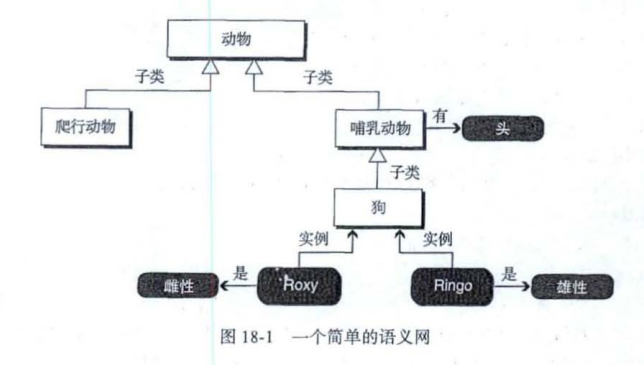 动物
子类 子类
爬行动物 哺乳动物 有 头
子类
狗
实例 实例
雌性 是 Roxy Ringo 是 雄性
图 18-1 一个简单的语义网